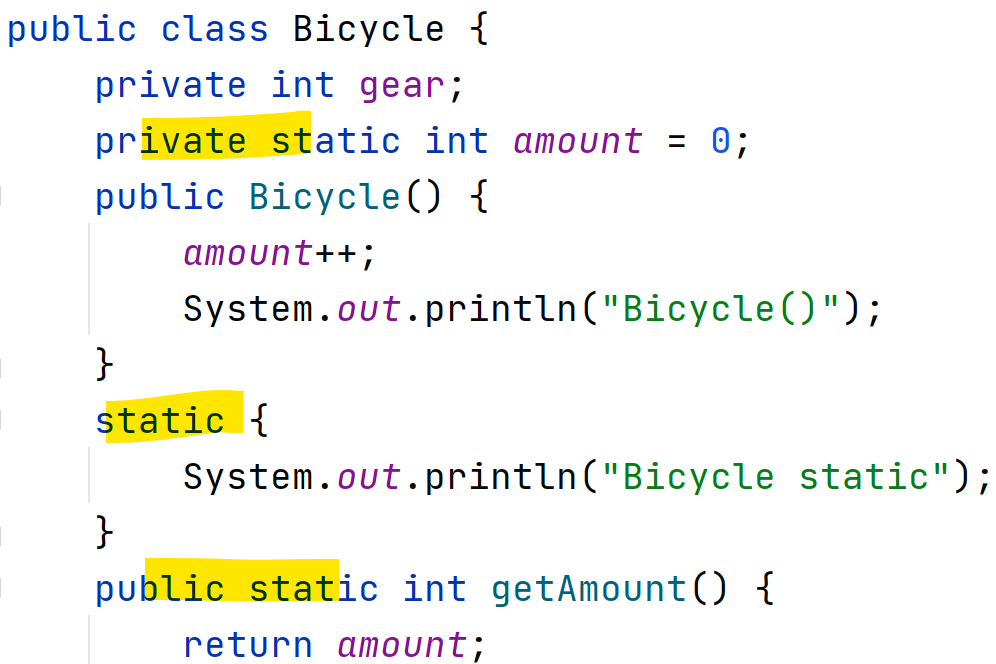 public class Bicycle {
    private int gear;
    private static int amount = 0;
    public Bicycle() {
        amount++;
        System.out.println("Bicycle()");
    }
    static {
        System.out.println("Bicycle static");
    }
    public static int getAmount() {
        return amount;